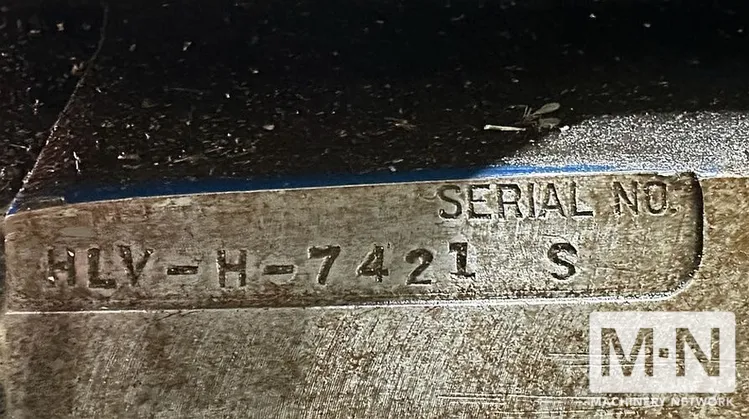 SERIAL NO.
HLV-H-7421 S
M·N
MACHINERY NETWORK